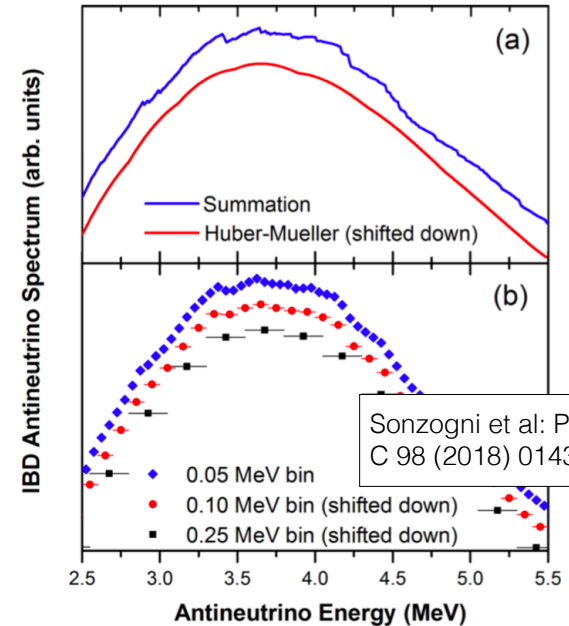 (a)
Summation
Huber-Mueller (shifted down)
(b)
Sonzogni et al: P
C 98 (2018) 0143
0.05 MeV bin
0.10 MeV bin (shifted down)
0.25 MeV bin (shifted down)
2.5 3.0 3.5 4.0 4.5 5.0 5.5
Antineutrino Energy (MeV)
IBD Antineutrino Spectrum (arb. units)